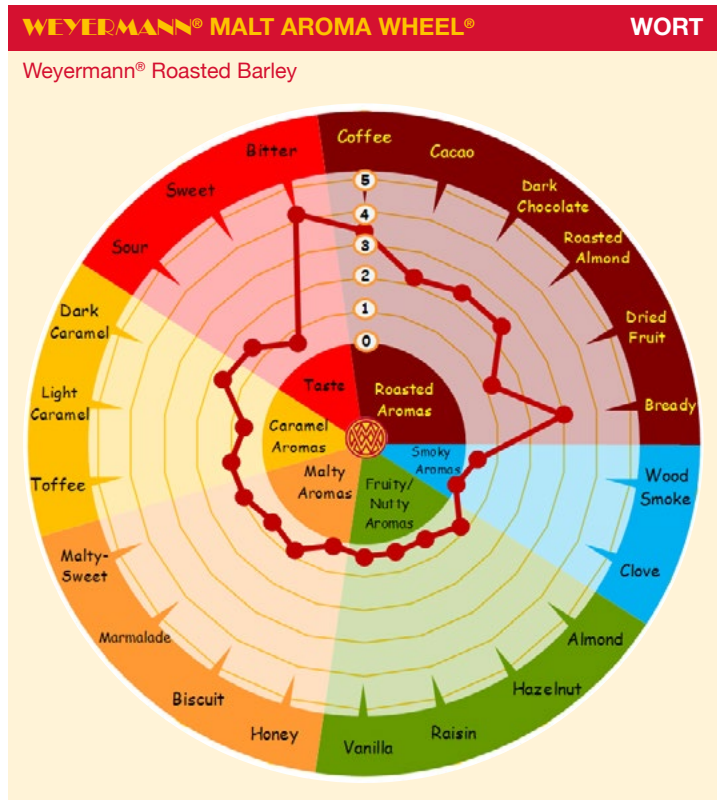 WEYERMANN® MALT AROMA WHEEL®
WORT
Weyermann® Roasted Barley
Coffee
Cacao
Dark
Chocolate
Roasted
Almond
Dried
Fruit
Bready
Wood
Smoke
Clove
Almond
Hazelnut
Raisin
Vanilla
Honey
Biscuit
Marmalade
Malty-
Sweet
Toffee
Light
Caramel
Dark
Caramel
Sour
Sweet
Bitter
5
4
3
2
1
0
Taste
Roasted
Aromas
Caramel
Aromas
Smoky
Aromas
Malty
Aromas
Fruity/
Nutty
Aromas